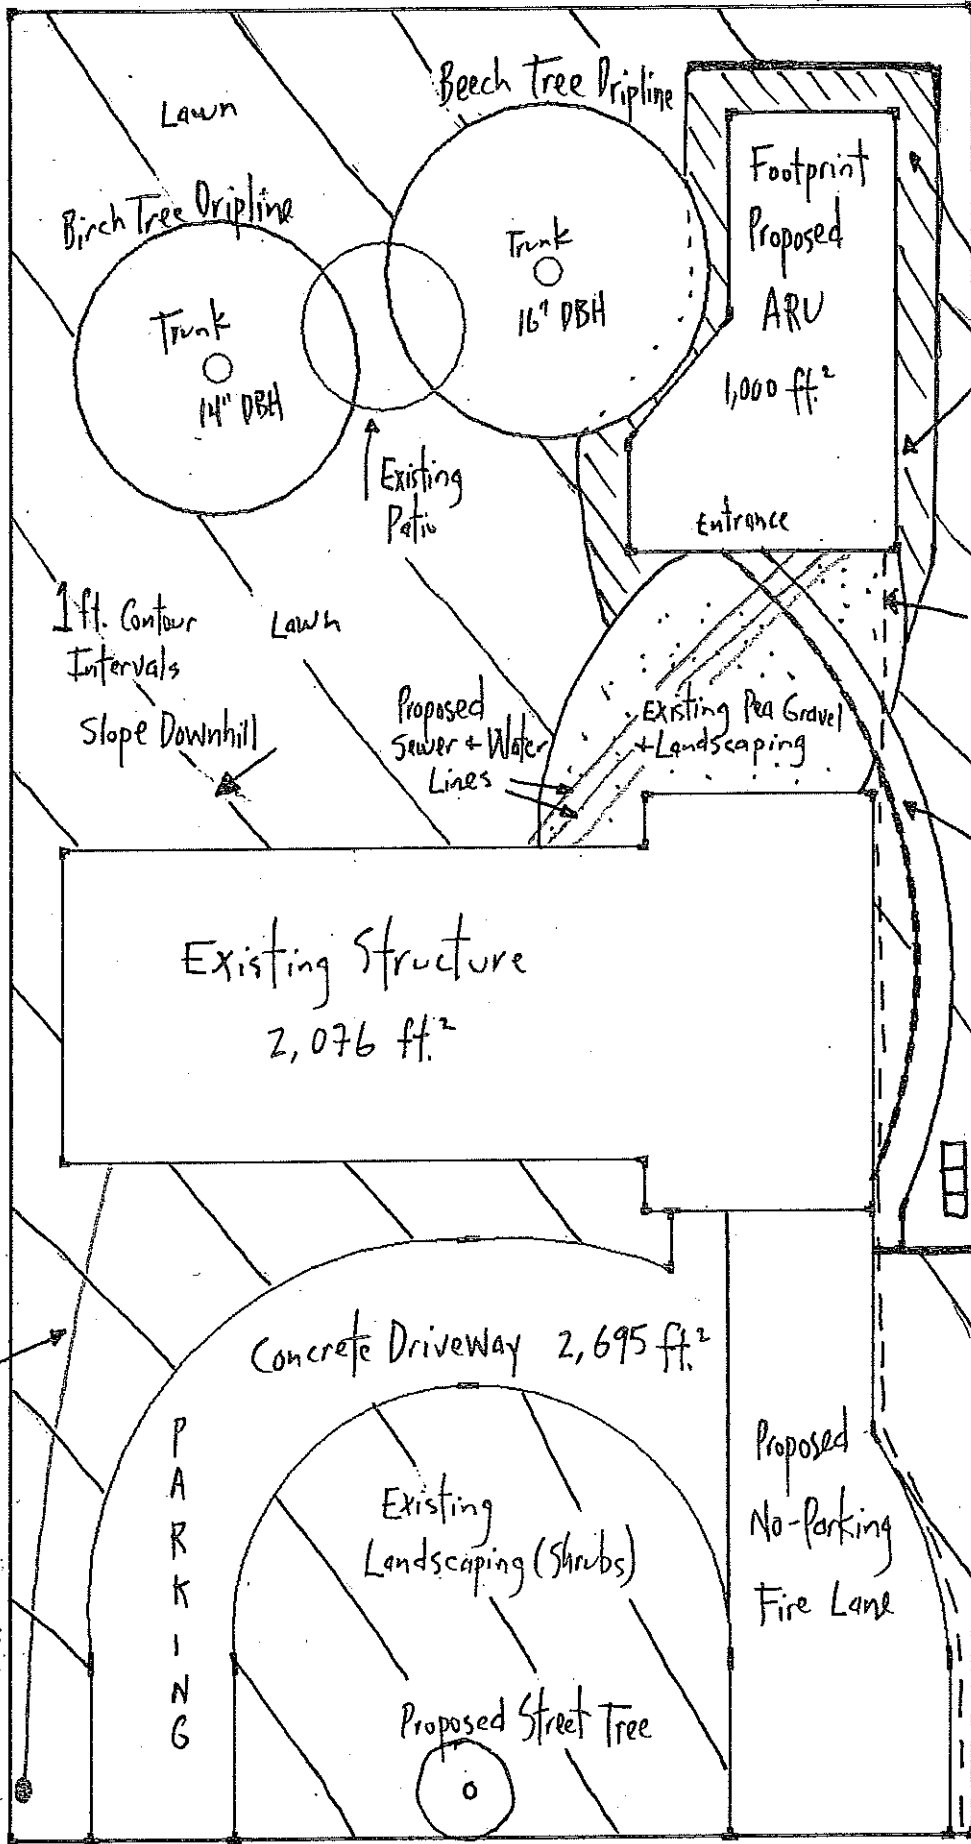 Beech Tree Dripline
Lawn
Footprint
Proposed
ARU
1,000 ft.²
Birch Tree Dripline
Trunk
16" DBH
Trunk
14" DBH
Existing
Patio
Entrance
1 ft. Contour
Intervals
Lawn
Slope Downhill
Proposed
Sewer + Water
Lines
Existing Pea Gravel
+ Landscaping
Existing Structure
2,076 ft.²
Concrete Driveway 2,695 ft.²
PARKING
Existing
Landscaping (Shrubs)
Proposed
No-Parking
Fire Lane
Proposed Street Tree